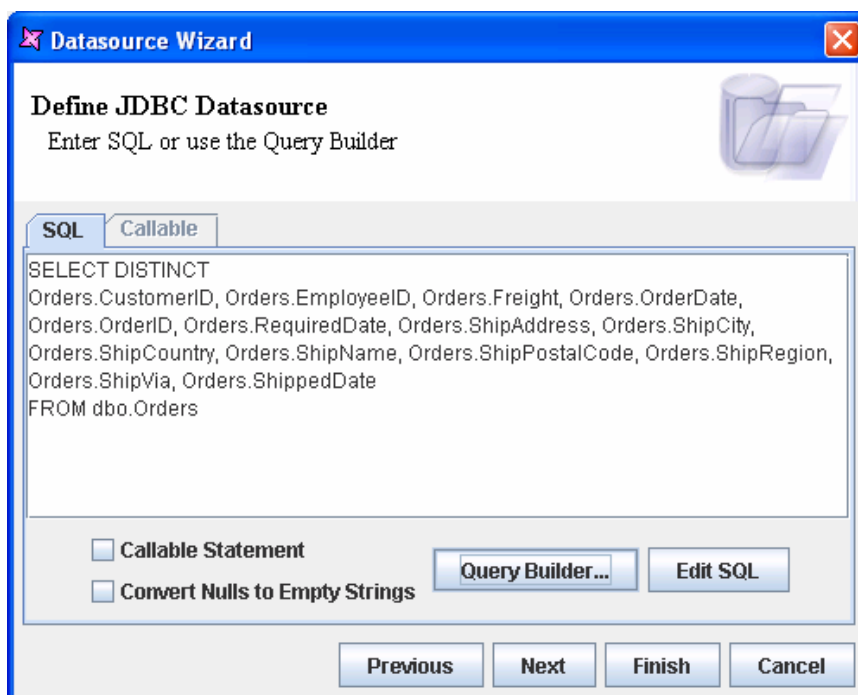 Datasource Wizard
Define JDBC Datasource
Enter SQL or use the Query Builder
SQL Callable
SELECT DISTINCT
Orders.CustomerID, Orders.EmployeeID, Orders.Freight, Orders.OrderDate,
Orders.OrderID, Orders.RequiredDate, Orders.ShipAddress, Orders.ShipCity,
Orders.ShipCountry, Orders.ShipName, Orders.ShipPostalCode, Orders.ShipRegion,
Orders.ShipVia, Orders.ShippedDate
FROM dbo.Orders
Callable Statement
Convert Nulls to Empty Strings
Query Builder... Edit SQL
Previous Next Finish Cancel